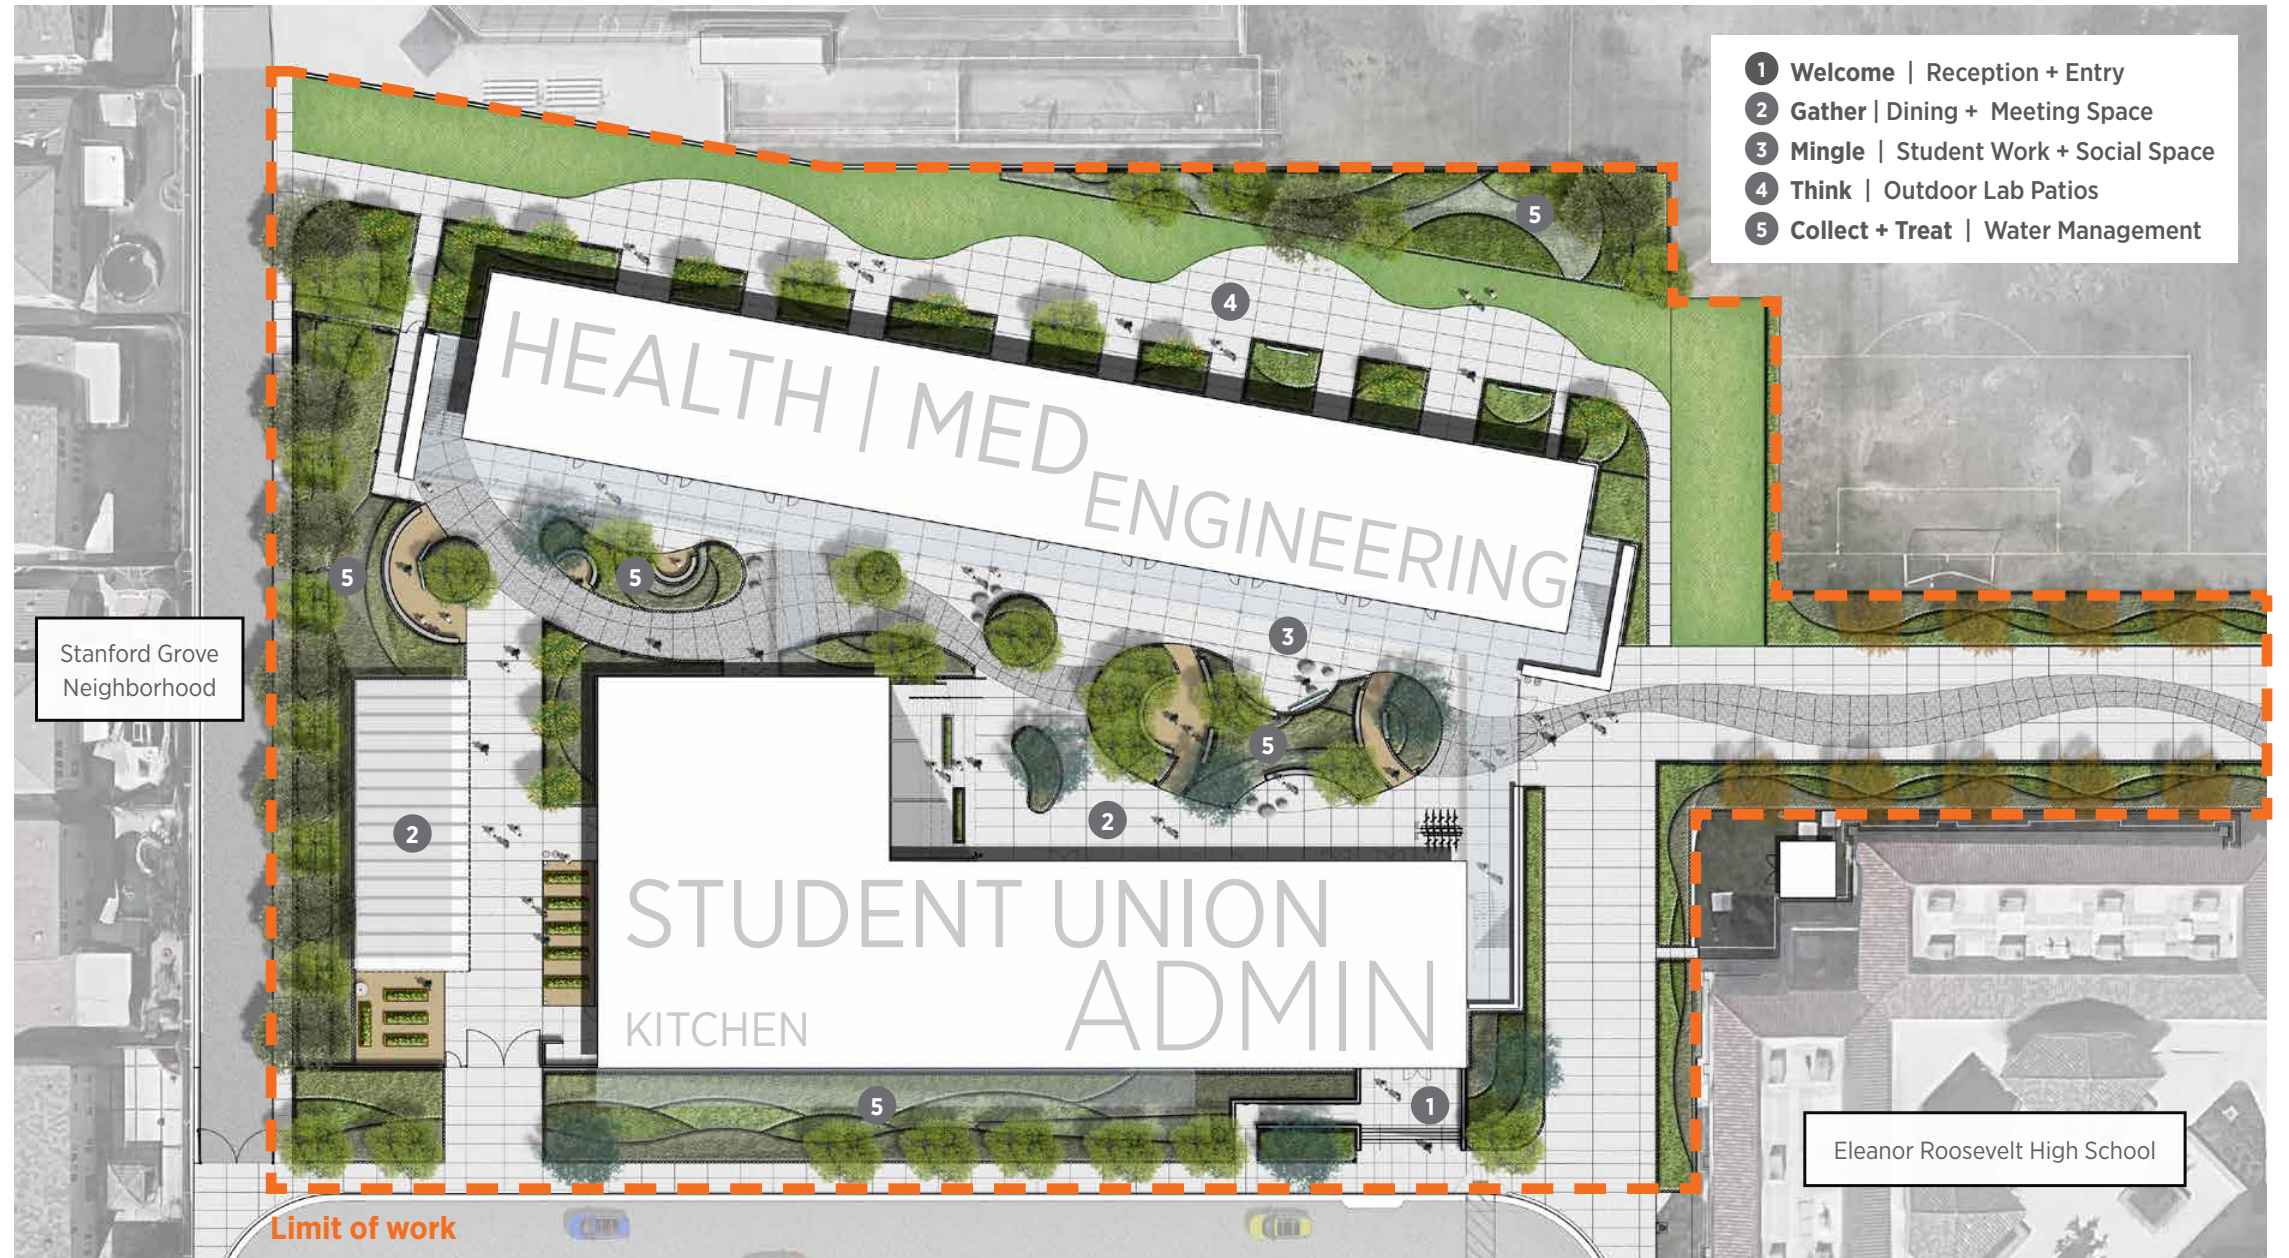 1 Welcome | Reception + Entry
2 Gather | Dining + Meeting Space
3 Mingle | Student Work + Social Space
4 Think | Outdoor Lab Patios
5 Collect + Treat | Water Management
5
4
HEALTH | MED
ENGINEERING
5
5
3
Stanford Grove
Neighborhood
5
2
2
STUDENT UNION
ADMIN
KITCHEN
5
1
Eleanor Roosevelt High School
Limit of work